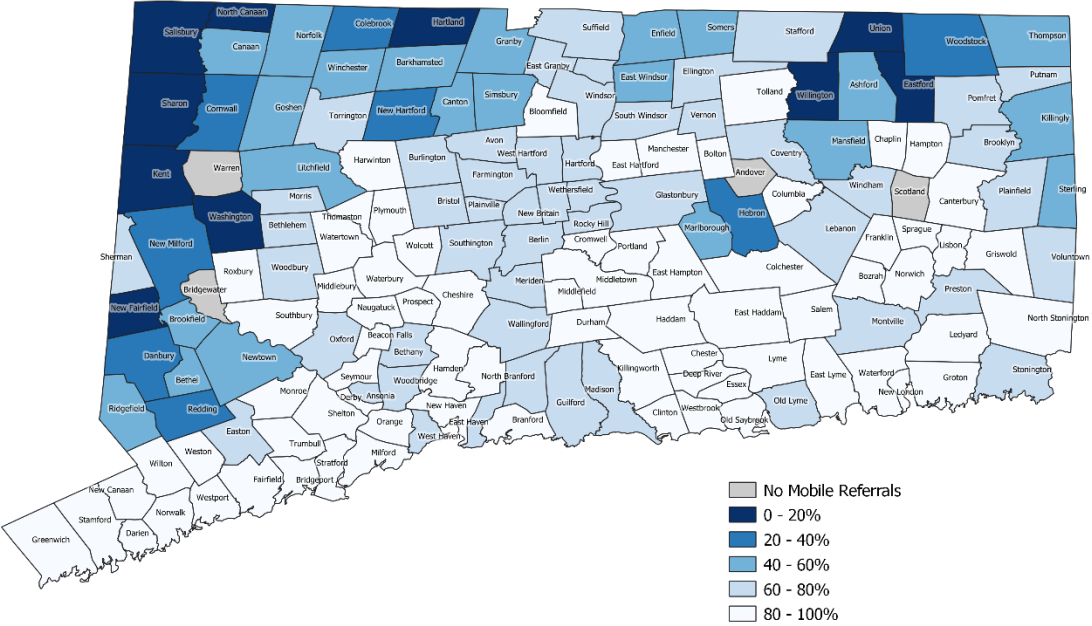 North Canaan
Hartland
Colebrook
Suffield
Salisbury
Norfolk
Granby
Enfield
Somers
Stafford
Union
Woodstock
Thompson
Canaan
Winchester
Barkhamsted
East Granby
East Windsor
Ellington
Putnam
Tolland
Willington
Ashford
Eastford
Pomfret
Sharon
Cornwall
Goshen
Torrington
New Hartford
Canton
Simsbury
Bloomfield
Windsor
South Windsor
Vernon
Killingly
Avon
West Hartford
Hartford
East Hartford
Manchester
Bolton
Coventry
Mansfield
Chaplin
Hampton
Brooklyn
Kent
Warren
Litchfield
Harwinton
Burlington
Farmington
Andover
Morris
Bristol
Plainville
Wethersfield
Glastonbury
Columbia
Windham
Scotland
Canterbury
Plainfield
Sterling
Washington
Bethlehem
Thomaston
Plymouth
New Britain
Rocky Hill
Marlborough
Hebron
Lebanon
Franklin
Sprague
Lisbon
Griswold
Voluntown
New Milford
Watertown
Wolcott
Southington
Berlin
Cromwell
Portland
Sherman
Roxbury
Woodbury
Waterbury
Middlebury
Meriden
Middletown
East Hampton
Colchester
Bozrah
Norwich
Preston
Bridgewater
Middlefield
New Fairfield
Brookfield
Southbury
Naugatuck
Prospect
Cheshire
Wallingford
Durham
Haddam
East Haddam
Salem
Montville
North Stonington
Ledyard
Danbury
Newtown
Oxford
Beacon Falls
Bethany
Chester
Lyme
Bethel
Seymour
Woodbridge
Hamden
North Branford
Killingworth
Deep River
Essex
East Lyme
Waterford
New London
Groton
Stonington
Ridgefield
Redding
Monroe
Derby
Ansonia
Shelton
New Haven
East Haven
Branford
Guilford
Madison
Clinton
Westbrook
Old Saybrook
Old Lyme
Easton
Orange
West Haven
Trumbull
Milford
Wilton
Weston
Stratford
Bridgeport
Fairfield
New Canaan
Westport
Norwalk
Stamford
Darien
Greenwich
No Mobile Referrals
0 - 20%
20 - 40%
40 - 60%
60 - 80%
80 - 100%